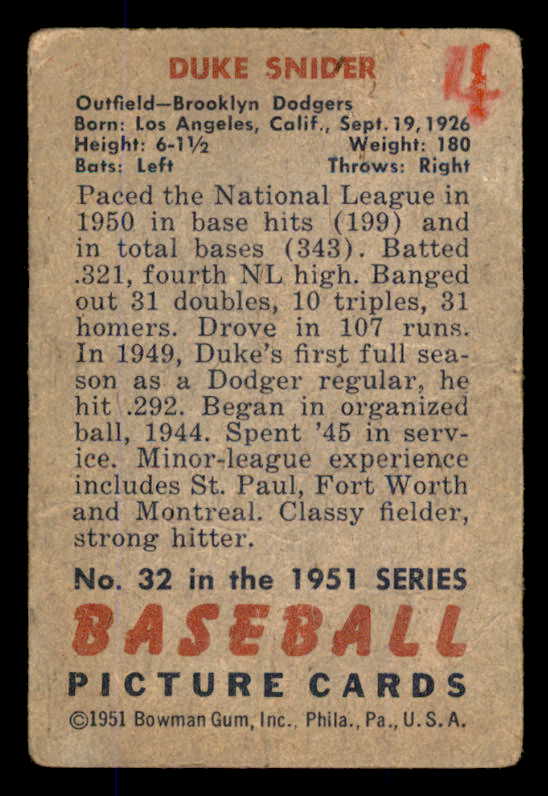 DUKE SNIDER
4
Outfield—Brooklyn Dodgers
Born: Los Angeles, Calif., Sept. 19, 1926
Height: 6-1½ Weight: 180
Bats: Left Throws: Right
Paced the National League in
1950 in base hits (199) and
in total bases (343). Batted
.321, fourth NL high. Banged
out 31 doubles, 10 triples, 31
homers. Drove in 107 runs.
In 1949, Duke's first full sea-
son as a Dodger regular, he
hit .292. Began in organized
ball, 1944. Spent '45 in serv-
ice. Minor-league experience
includes St. Paul, Fort Worth
and Montreal. Classy fielder,
strong hitter.
No. 32 in the 1951 SERIES
BASEBALL
PICTURE CARDS
©1951 Bowman Gum, Inc., Phila., Pa., U. S. A.